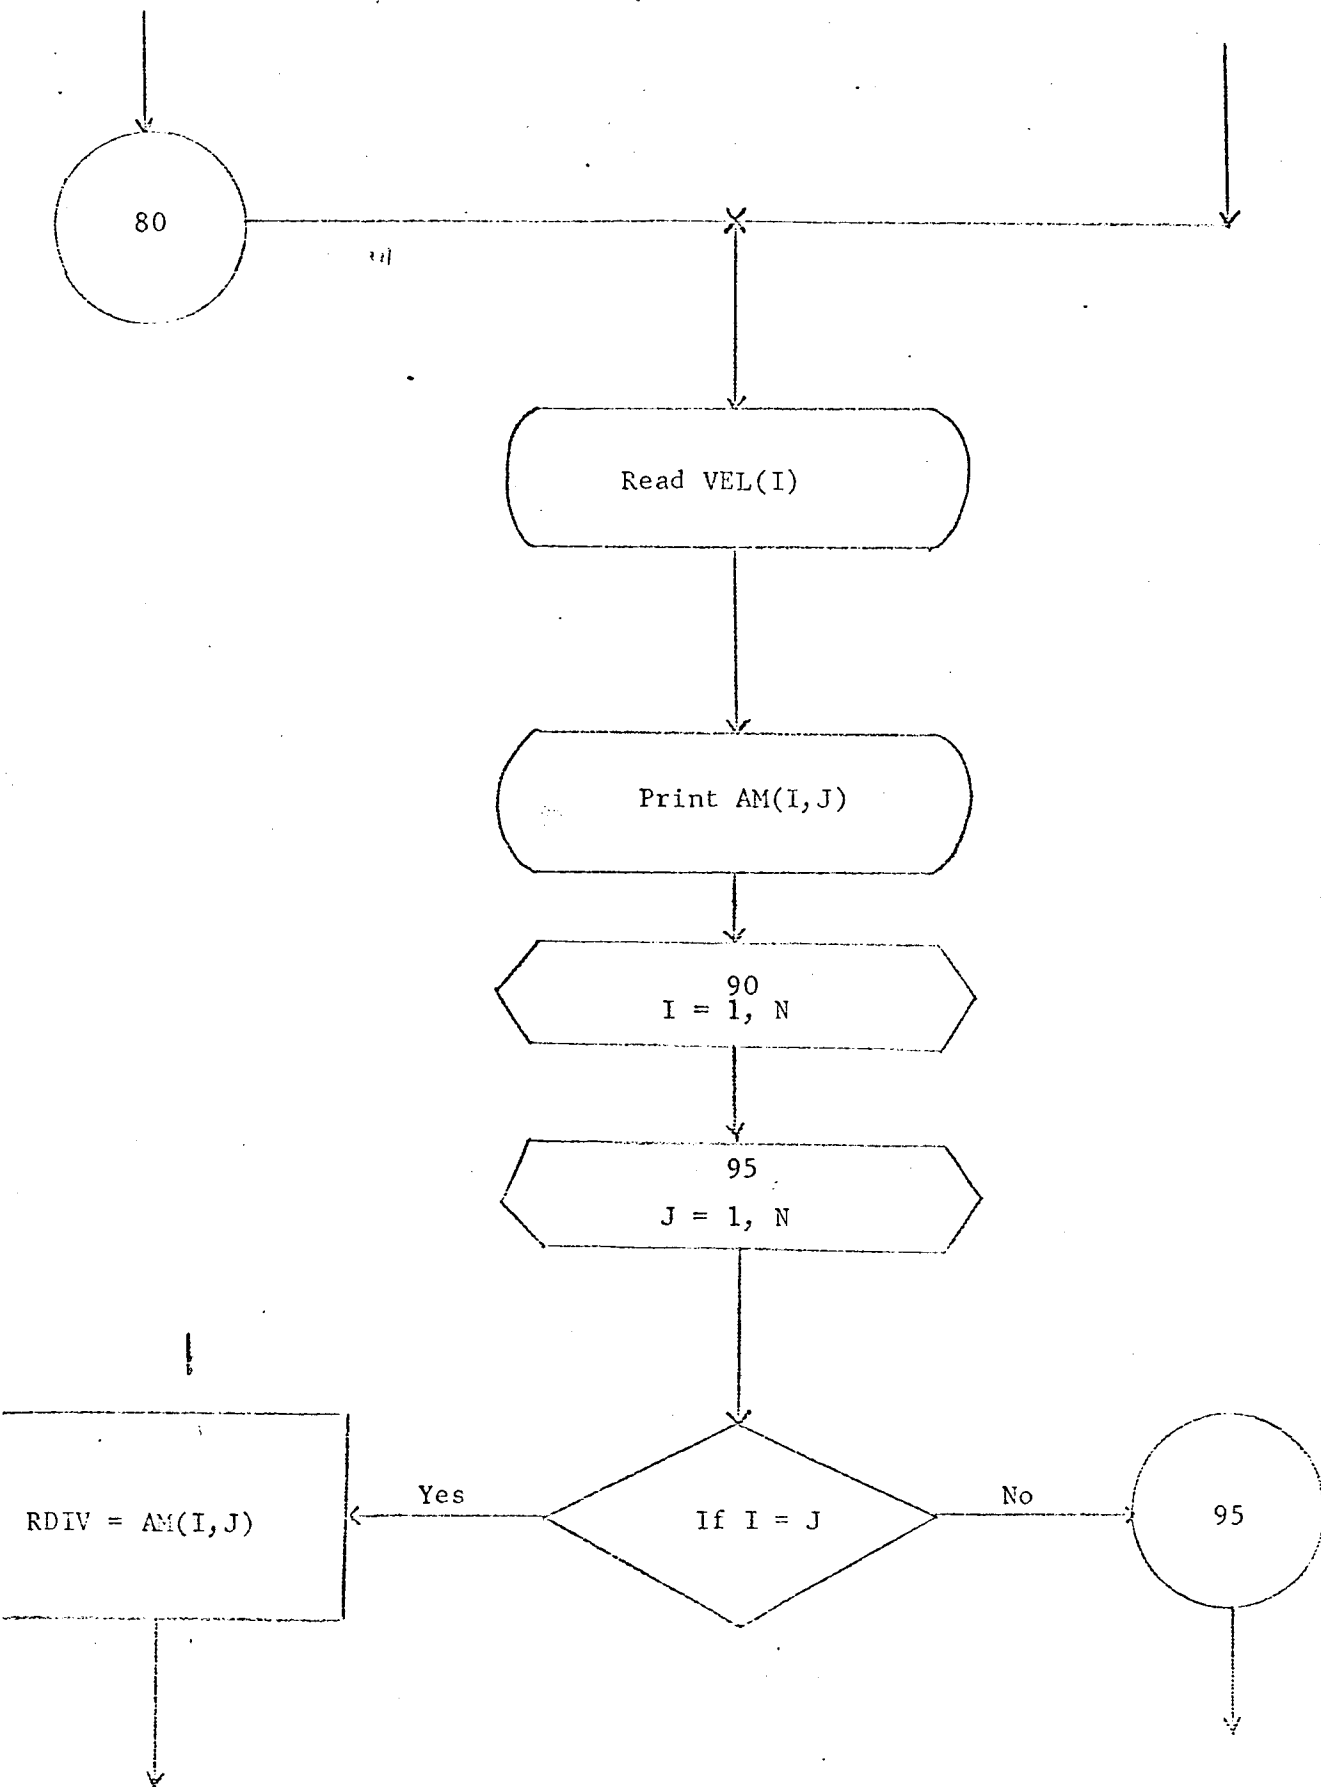 80
Read VEL(I)
Print AM(I,J)
90
I = 1, N
95
J = 1, N
Yes
No
RDIV = AM(I,J)
If I = J
95